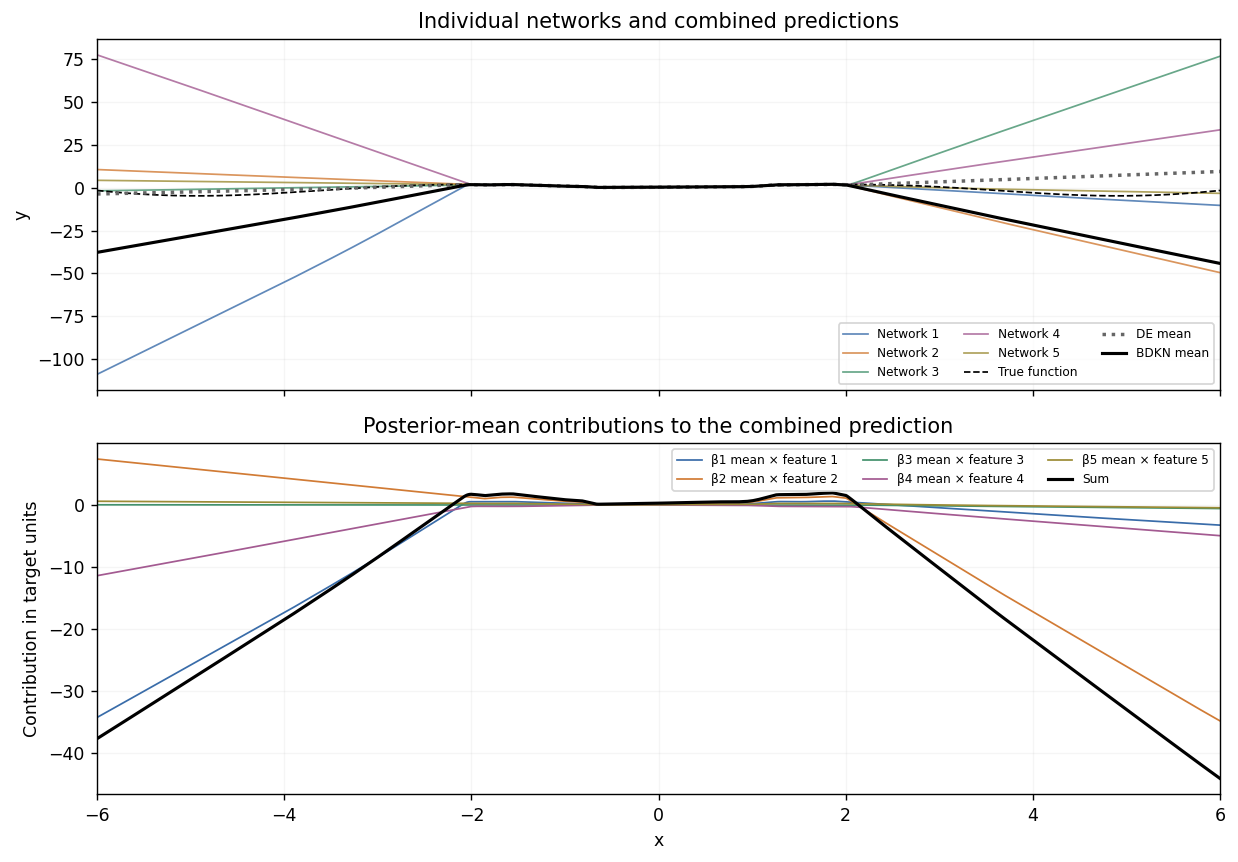 Individual networks and combined predictions
75
50
25
0
−25
−50
−75
−100
y
Network 1
Network 2
Network 3
Network 4
Network 5
True function
DE mean
BDKN mean
Posterior-mean contributions to the combined prediction
β1 mean × feature 1
β2 mean × feature 2
β3 mean × feature 3
β4 mean × feature 4
β5 mean × feature 5
Sum
0
−10
−20
−30
−40
Contribution in target units
−6
−4
−2
0
2
4
6
x